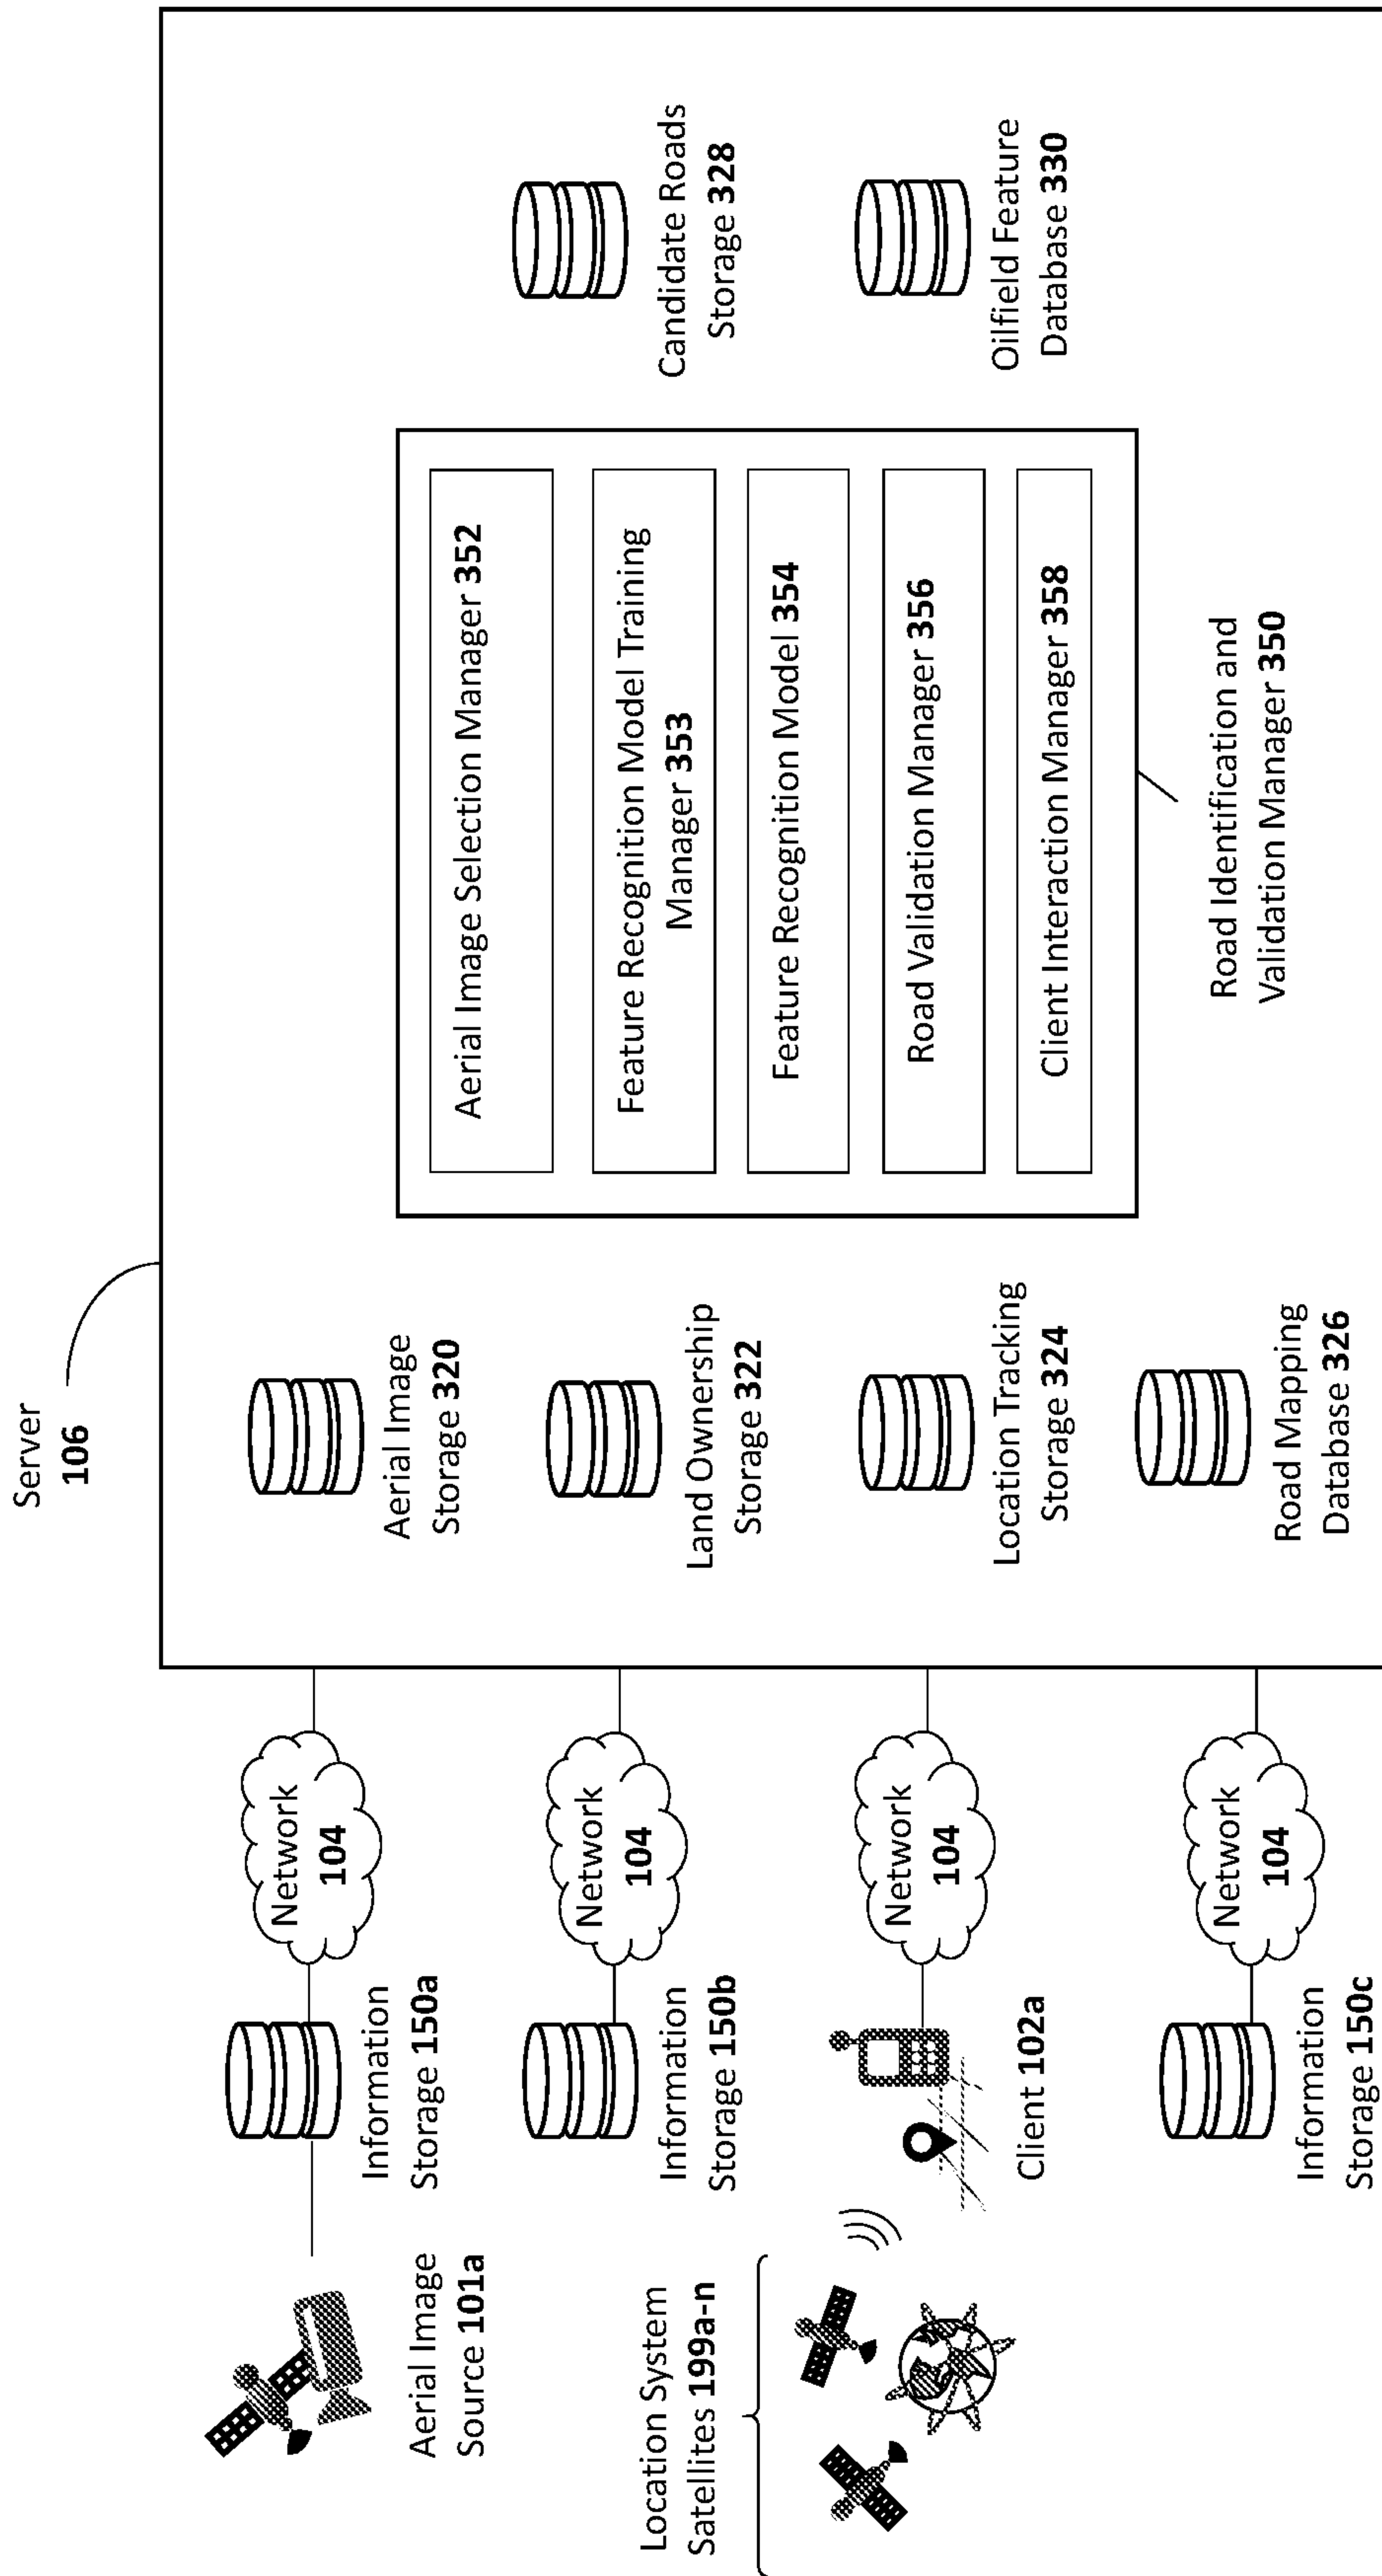 Server
106
Aerial Image
Source 101a
Information
Storage 150a
Network
104
Aerial Image
Storage 320
Location System
Satellites 199a-n
Information
Storage 150b
Network
104
Land Ownership
Storage 322
Client 102a
Network
104
Location Tracking
Storage 324
Information
Storage 150c
Network
104
Road Mapping
Database 326
Aerial Image Selection Manager 352
Feature Recognition Model Training
Manager 353
Feature Recognition Model 354
Road Validation Manager 356
Client Interaction Manager 358
Road Identification and
Validation Manager 350
Candidate Roads
Storage 328
Oilfield Feature
Database 330